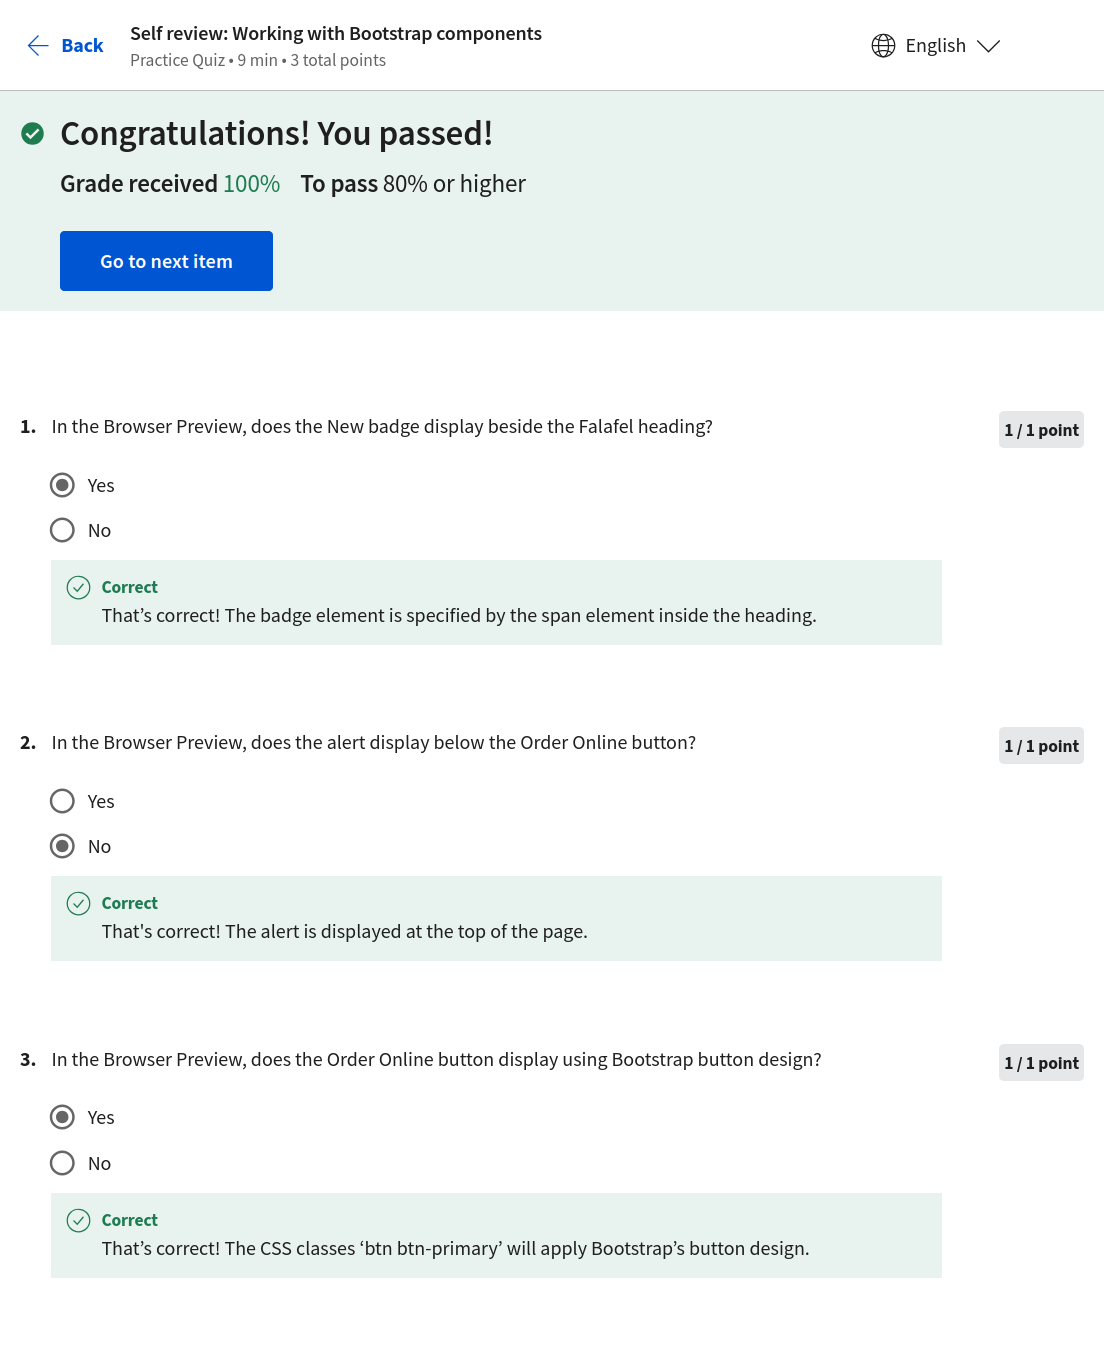 Back
Self review: Working with Bootstrap components
Practice Quiz • 9 min • 3 total points
English
Congratulations! You passed!
Grade received 100% To pass 80% or higher
Go to next item
1. In the Browser Preview, does the New badge display beside the Falafel heading?
1 / 1 point
Yes
No
Correct
That’s correct! The badge element is specified by the span element inside the heading.
2. In the Browser Preview, does the alert display below the Order Online button?
1 / 1 point
Yes
No
Correct
That's correct! The alert is displayed at the top of the page.
3. In the Browser Preview, does the Order Online button display using Bootstrap button design?
1 / 1 point
Yes
No
Correct
That’s correct! The CSS classes ‘btn btn-primary’ will apply Bootstrap’s button design.